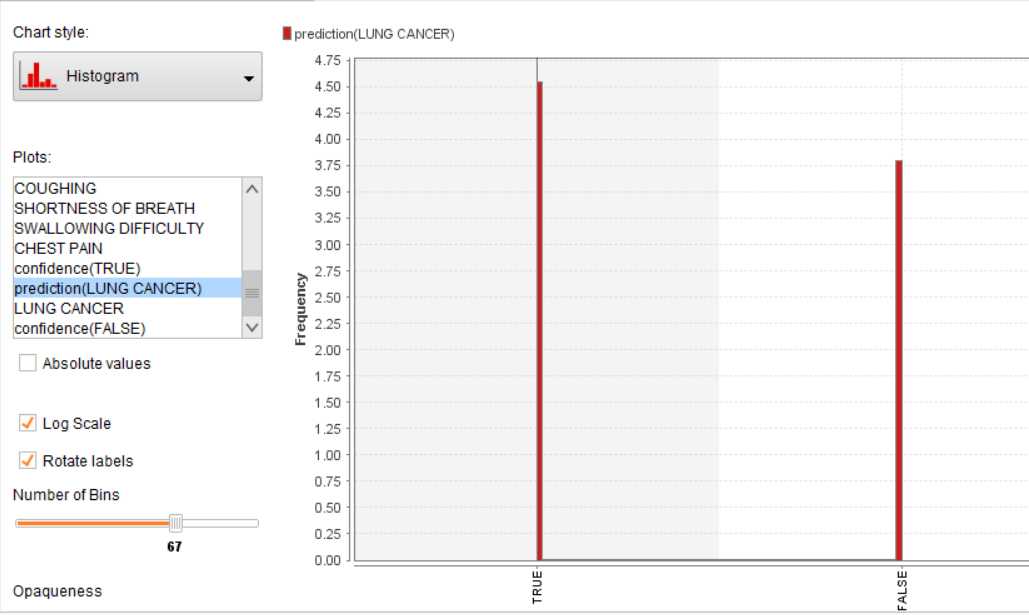 Chart style:
Histogram
Plots:
COUGHING
SHORTNESS OF BREATH
SWALLOWING DIFFICULTY
CHEST PAIN
confidence(TRUE)
prediction(LUNG CANCER)
LUNG CANCER
confidence(FALSE)
Absolute values
Log Scale
Rotate labels
Number of Bins
67
Opaqueness
prediction(LUNG CANCER)
4.75
4.50
4.25
4.00
3.75
3.50
3.25
3.00
2.75
2.50
2.25
2.00
1.75
1.50
1.25
1.00
0.75
0.50
0.25
0.00
Frequency
TRUE
FALSE